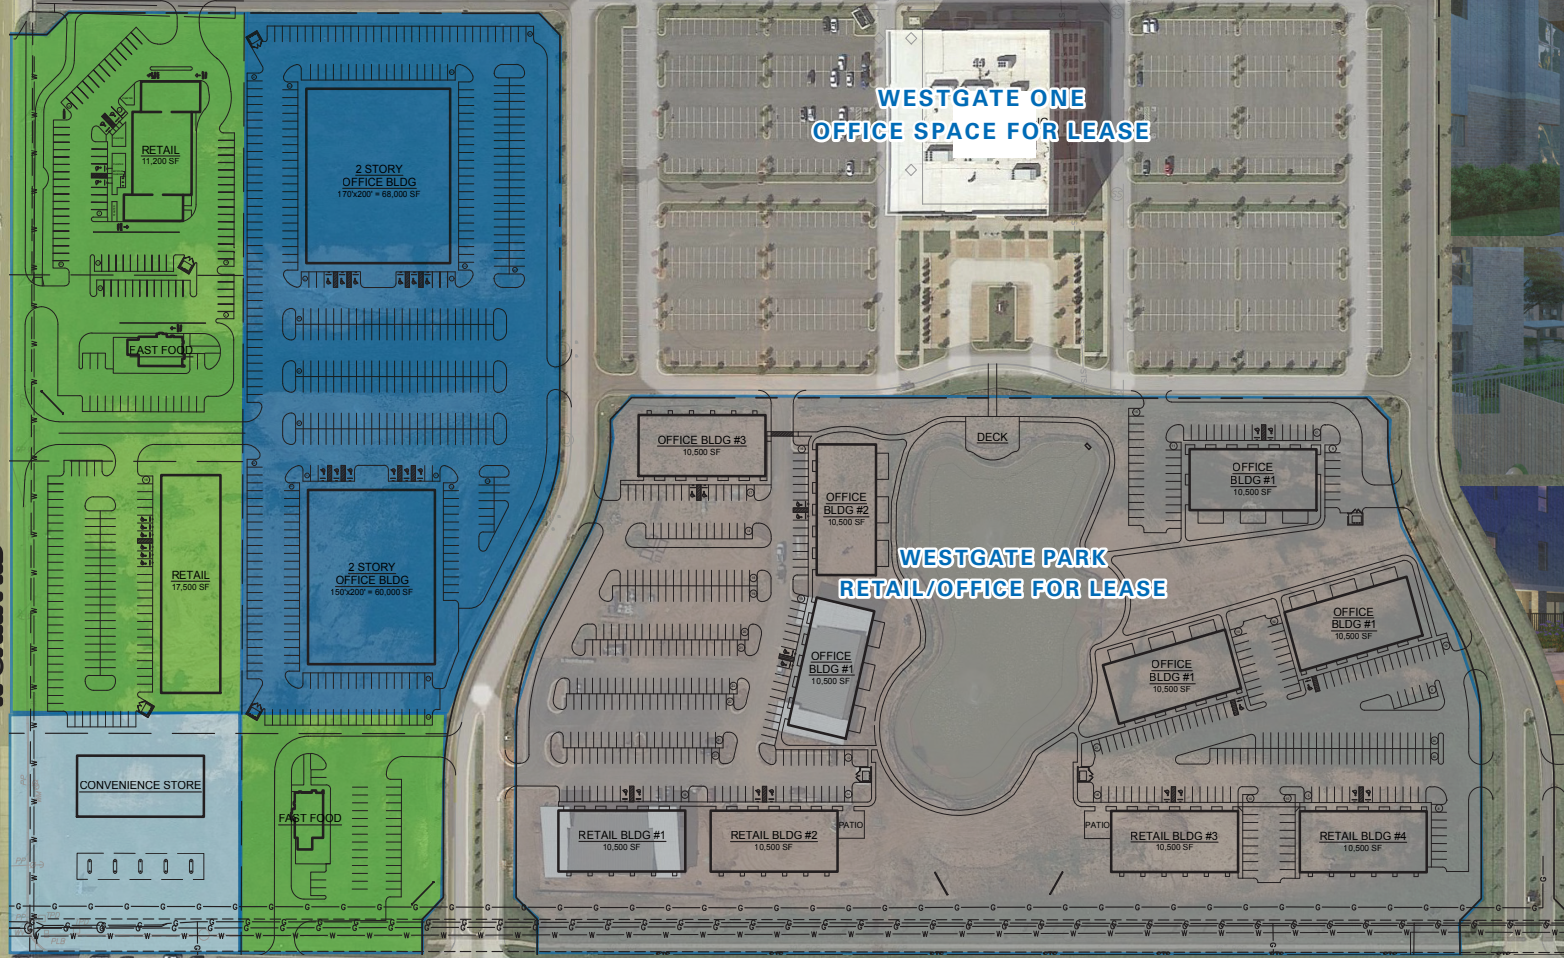 WESTGATE ONE
OFFICE SPACE FOR LEASE
RETAIL
11,200 SF
2 STORY
OFFICE BLDG
170'x200' = 68,000 SF
FAST FOOD
RETAIL
17,500 SF
2 STORY
OFFICE BLDG
150'x200' = 60,000 SF
CONVENIENCE STORE
FAST FOOD
OFFICE BLDG #3
10,500 SF
OFFICE
BLDG #2
10,500 SF
DECK
OFFICE
BLDG #1
10,500 SF
WESTGATE PARK
RETAIL/OFFICE FOR LEASE
OFFICE
BLDG #1
10,500 SF
OFFICE
BLDG #1
10,500 SF
OFFICE
BLDG #1
10,500 SF
RETAIL BLDG #1
10,500 SF
RETAIL BLDG #2
10,500 SF
PATIO
PATIO
RETAIL BLDG #3
10,500 SF
RETAIL BLDG #4
10,500 SF